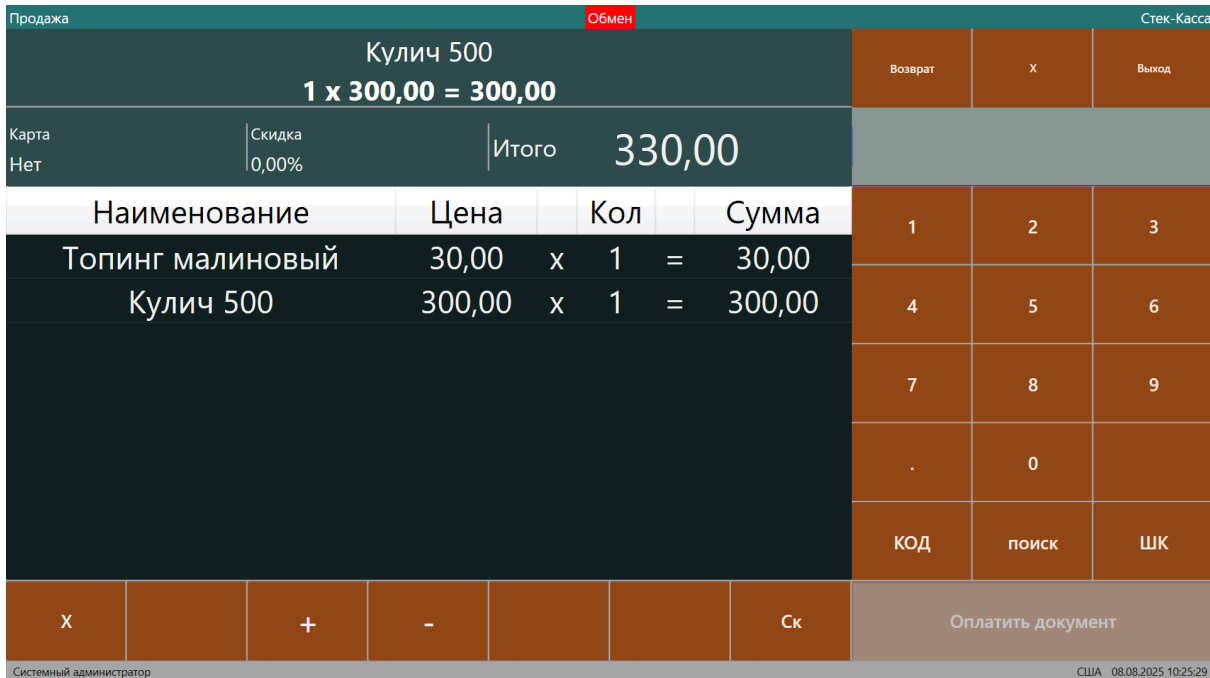 Продажа Обмен Стек-Касса
Кулич 500
1 x 300,00 = 300,00
Возврат X Выход
Карта Скидка Итого 330,00
Нет 0,00%
Наименование Цена Кол Сумма
Топинг малиновый 30,00 x 1 = 30,00
Кулич 500 300,00 x 1 = 300,00
1 2 3
4 5 6
7 8 9
. 0
КОД поиск ШК
X + - Ск Оплатить документ
Системный администратор США 08.08.2025 10:25:29